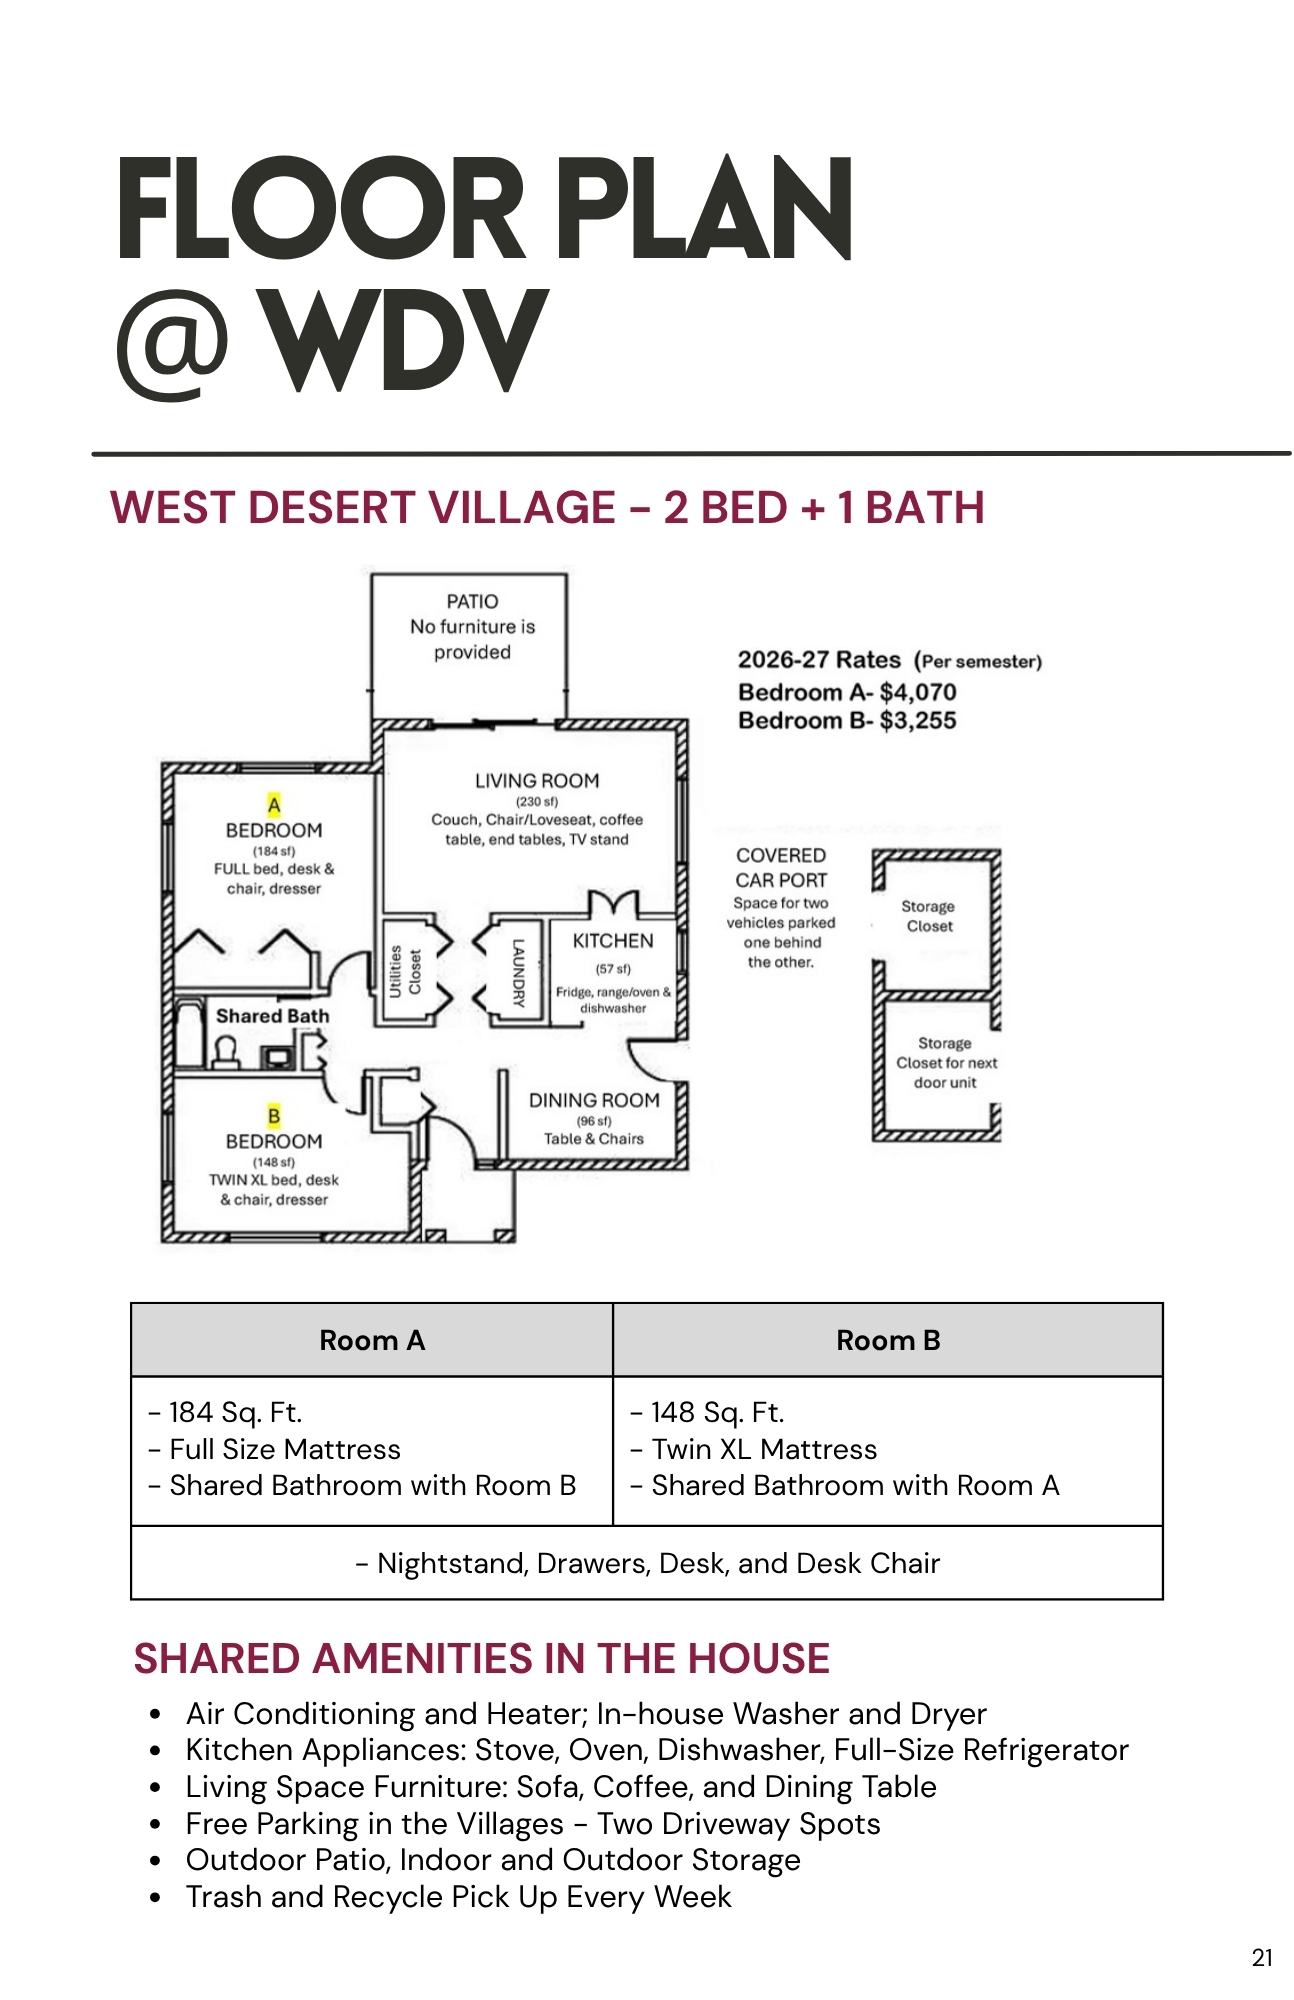 FLOOR PLAN
@ WDV
WEST DESERT VILLAGE - 2 BED + 1 BATH
PATIO
No furniture is
provided
2026-27 Rates (Per semester)
Bedroom A- $4,070
Bedroom B- $3,255
LIVING ROOM
(230 sf)
Couch, Chair/Loveseat, coffee
table, end tables, TV stand
A
BEDROOM
(184 sf)
FULL bed, desk &
chair, dresser
COVERED
CAR PORT
Space for two
vehicles parked
one behind
the other.
Storage
Closet
Utilities
Closet
LAUNDRY
KITCHEN
(57 sf)
Fridge, range/oven &
dishwasher
Shared Bath
Storage
Closet for next
door unit
DINING ROOM
(96 sf)
Table & Chairs
B
BEDROOM
(148 sf)
TWIN XL bed, desk
& chair, dresser
Room A
Room B
- 184 Sq. Ft.
- Full Size Mattress
- Shared Bathroom with Room B
- 148 Sq. Ft.
- Twin XL Mattress
- Shared Bathroom with Room A
- Nightstand, Drawers, Desk, and Desk Chair
SHARED AMENITIES IN THE HOUSE
• Air Conditioning and Heater; In-house Washer and Dryer
• Kitchen Appliances: Stove, Oven, Dishwasher, Full-Size Refrigerator
• Living Space Furniture: Sofa, Coffee, and Dining Table
• Free Parking in the Villages - Two Driveway Spots
• Outdoor Patio, Indoor and Outdoor Storage
• Trash and Recycle Pick Up Every Week
21